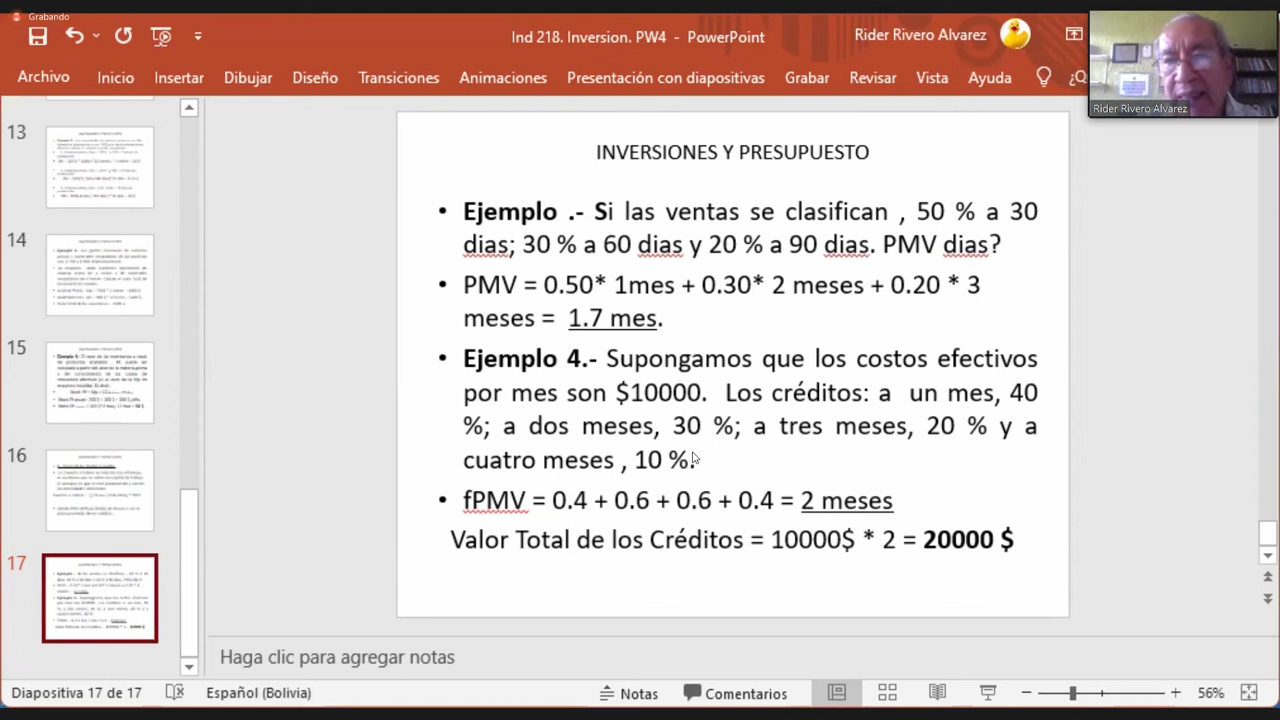 Grabando
Ind 218. Inversion. PW4 - PowerPoint
Rider Rivero Alvarez
Archivo Inicio Insertar Dibujar Diseño Transiciones Animaciones Presentación con diapositivas Grabar Revisar Vista Ayuda ¿Q
Rider Rivero Alvarez
13
14
15
16
17
INVERSIONES Y PRESUPUESTO
• Ejemplo .- Si las ventas se clasifican , 50 % a 30
dias; 30 % a 60 dias y 20 % a 90 dias. PMV dias?
• PMV = 0.50* 1mes + 0.30* 2 meses + 0.20 * 3
meses = 1.7 mes.
• Ejemplo 4.- Supongamos que los costos efectivos
por mes son $10000. Los créditos: a un mes, 40
%; a dos meses, 30 %; a tres meses, 20 % y a
cuatro meses , 10 %.
• fPMV = 0.4 + 0.6 + 0.6 + 0.4 = 2 meses
Valor Total de los Créditos = 10000$ * 2 = 20000 $
Haga clic para agregar notas
Diapositiva 17 de 17 Español (Bolivia) Notas Comentarios 56%